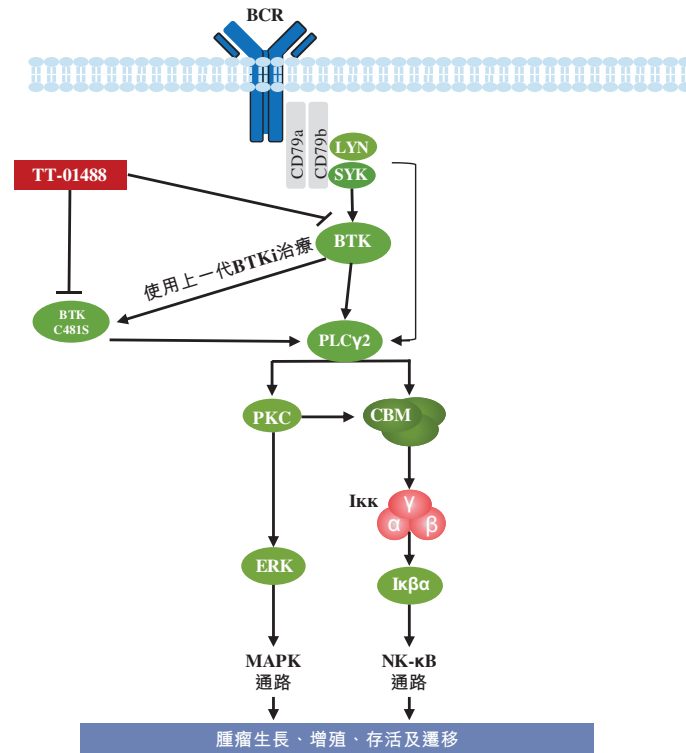 BCR
CD79a
CD79b
LYN
SYK
TT-01488
BTK
使用上一代BTKi治療
BTK
C481S
PLCγ2
PKC
CBM
Iκκ
γ
α
β
ERK
Iκβα
MAPK
通路
NK-κB
通路
腫瘤生長、增殖、存活及遷移